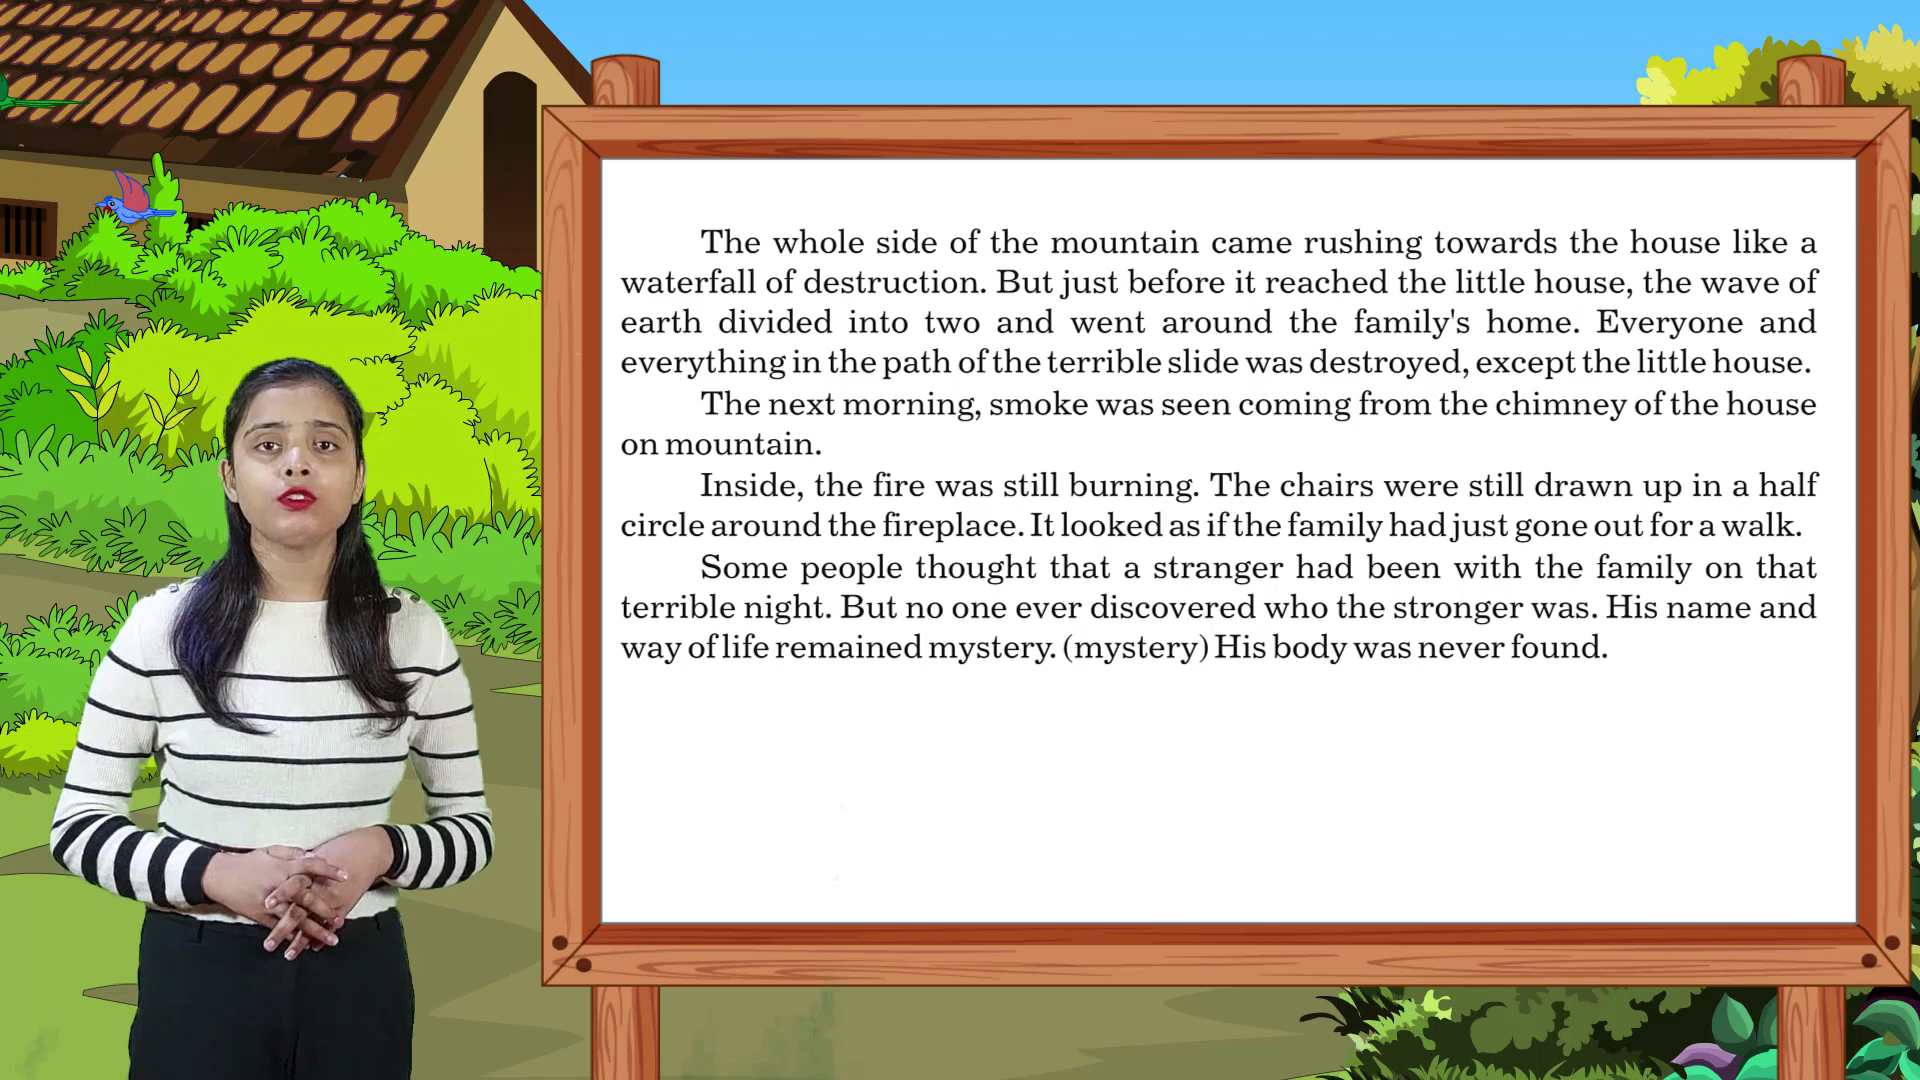 The whole side of the mountain came rushing towards the house like a
waterfall of destruction. But just before it reached the little house, the wave of
earth divided into two and went around the family's home. Everyone and
everything in the path of the terrible slide was destroyed, except the little house.
The next morning, smoke was seen coming from the chimney of the house
on mountain.
Inside, the fire was still burning. The chairs were still drawn up in a half
circle around the fireplace. It looked as if the family had just gone out for a walk.
Some people thought that a stranger had been with the family on that
terrible night. But no one ever discovered who the stronger was. His name and
way of life remained mystery. (mystery) His body was never found.